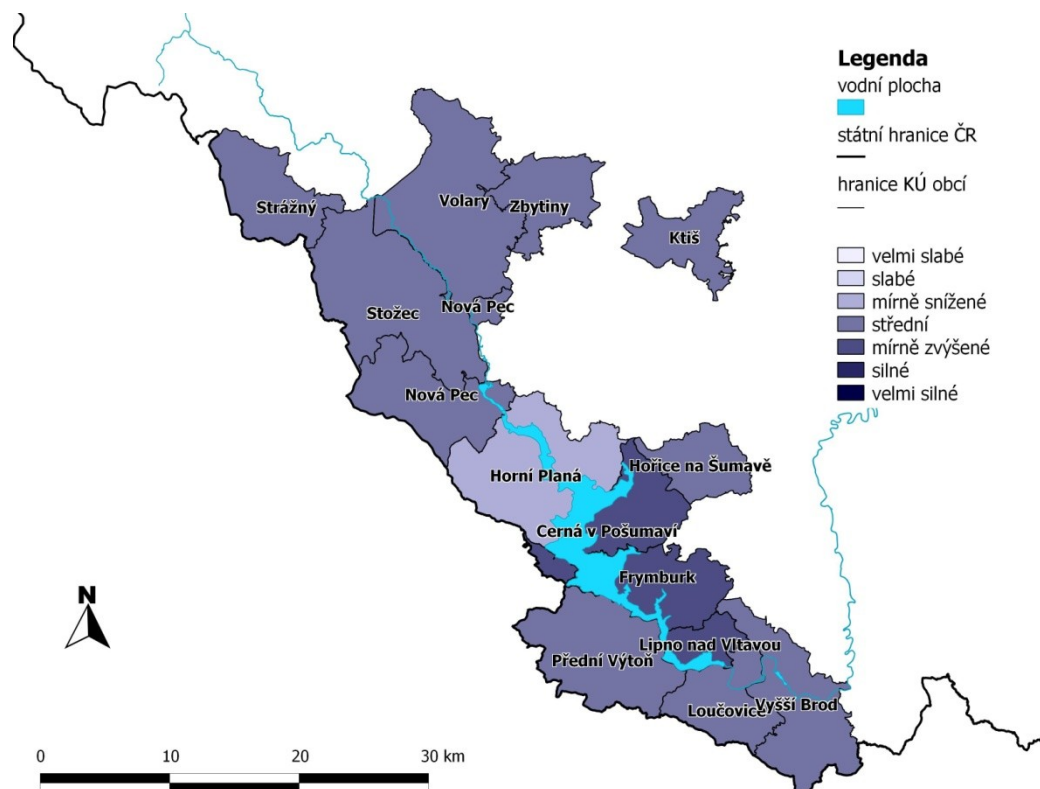 Legenda
vodní plocha
státní hranice ČR
hranice KÚ obcí
velmi slabé
slabé
mírně snížené
střední
mírně zvýšené
silné
velmi silné
Strážný
Volary
Zbytiny
Ktiš
Stožec
Nová Pec
Nová Pec
Horní Planá
Hořice na Šumavě
Černá v Pošumaví
Frymburk
Lipno nad Vltavou
Přední Výtoň
Loučovice
Vyšší Brod
N
0 10 20 30 km